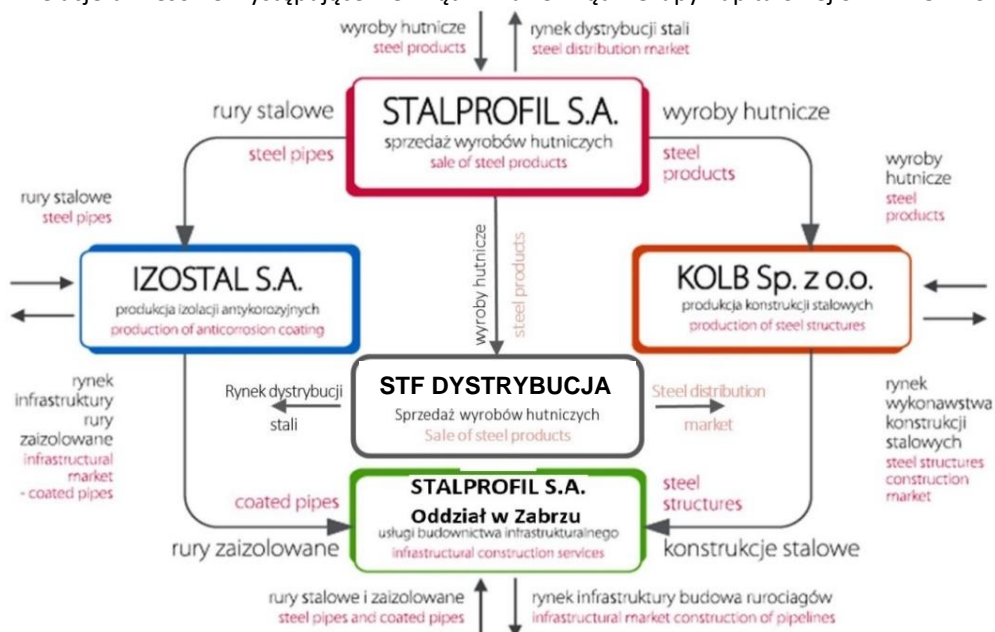 wyroby hutnicze
steel products
rynek dystrybucji stali
steel distribution market
STALPROFIL S.A.
sprzedaż wyrobów hutniczych
sale of steel products
rury stalowe
steel pipes
wyroby hutnicze
steel
products
rury stalowe
steel pipes
wyroby
hutnicze
steel
products
IZOSTAL S.A.
produkcja izolacji antykorozyjnych
production of anticorrosion coating
wyroby hutnicze
steel products
KOLB Sp. z o.o.
produkcja konstrukcji stalowych
production of steel structures
rynek
infrastruktury
rury
zaizolowane
infrastructural
market
- coated pipes
Rynek dystrybucji
stali
STF DYSTRYBUCJA
Sprzedaż wyrobów hutniczych
Sale of steel products
Steel distribution
market
rynek
wykonawstwa
konstrukcji
stalowych
steel structures
construction
market
coated pipes
rury zaizolowane
STALPROFIL S.A.
Oddział w Zabrzu
usługi budownictwa infrastrukturalnego
infrastructural construction services
steel
structures
konstrukcje stalowe
rury stalowe i zaizolowane
steel pipes and coated pipes
rynek infrastruktury budowa rurociągów
infrastructural market construction of pipelines